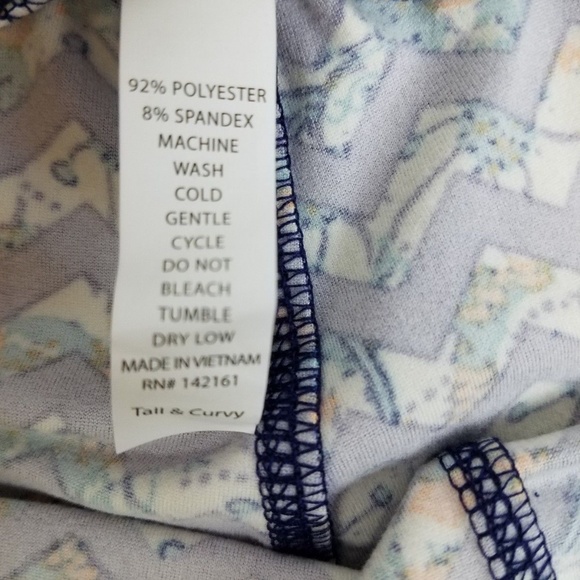 92% POLYESTER
8% SPANDEX
MACHINE
WASH
COLD
GENTLE
CYCLE
DO NOT
BLEACH
TUMBLE
DRY LOW
MADE IN VIETNAM
RN# 142161
Tall & Curvy